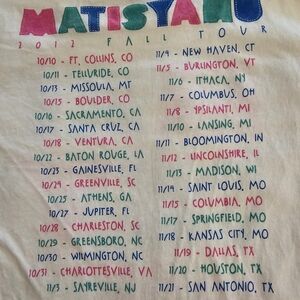 MATISYAHU
2012 FALL TOUR
10/10 - FT. COLLINS, CO
10/11 - TELLURIDE, CO
10/13 - MISSOULA, MT
10/15 - BOULDER, CO
10/16 - SACRAMENTO, CA
10/17 - SANTA CRUZ, CA
10/18 - VENTURA, CA
10/22 - BATON ROUGE, LA
10/23 - GAINESVILLE, FL
10/24 - GREENVILLE, SC
10/25 - ATHENS, GA
10/27 - JUPITER, FL
10/28 - CHARLESTON, SC
10/29 - GREENSBORO, NC
10/30 - WILMINGTON, NC
10/31 - CHARLOTTESVILLE, VA
11/3 - SAYREVILLE, NJ
11/4 - NEW HAVEN, CT
11/5 - BURLINGTON, VT
11/6 - ITHACA, NY
11/7 - COLUMBUS, OH
11/8 - YPSILANTI, MI
11/10 - LANSING, MI
11/11 - BLOOMINGTON, IN
11/12 - LINCOLNSHIRE, IL
11/13 - MADISON, WI
11/14 - SAINT LOUIS, MO
11/15 - COLUMBIA, MO
11/17 - SPRINGFIELD, MO
11/18 - KANSAS CITY, MO
11/19 - DALLAS, TX
11/20 - HOUSTON, TX
11/21 - SAN ANTONIO, TX